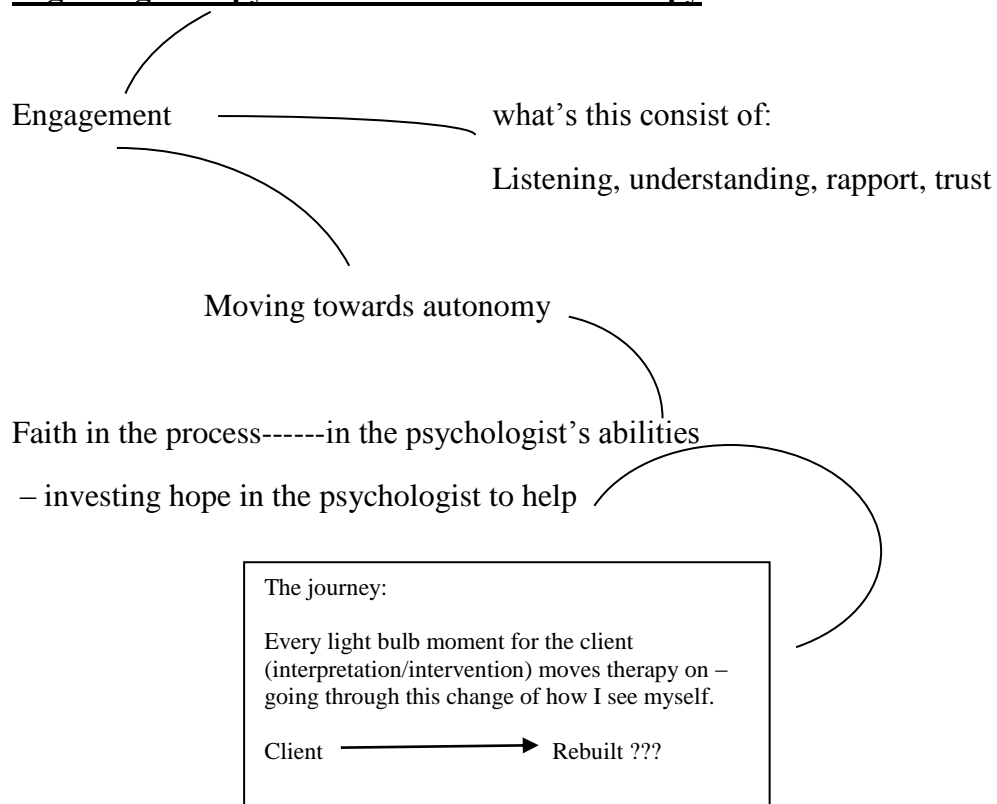 Engagement what's this consist of:
Listening, understanding, rapport, trust
Moving towards autonomy
Faith in the process------in the psychologist's abilities
– investing hope in the psychologist to help
The journey:
Every light bulb moment for the client
(interpretation/intervention) moves therapy on –
going through this change of how I see myself.
Client Rebuilt ???